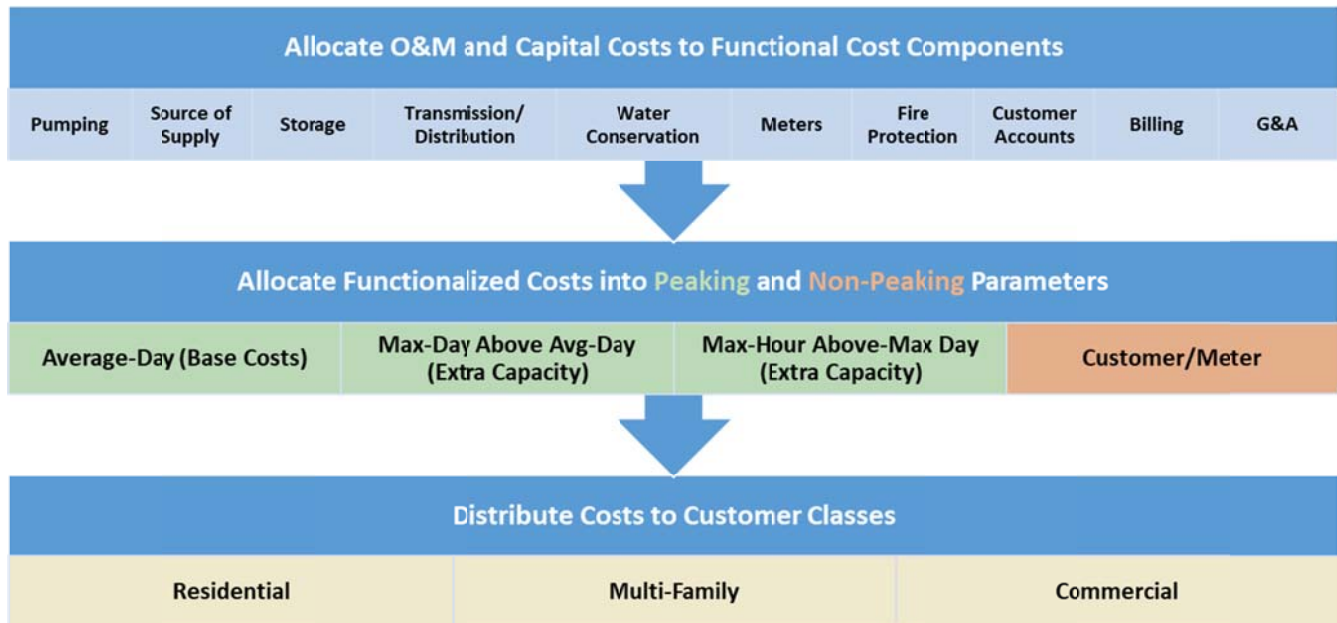 Allocate O&M and Capital Costs to Functional Cost Components
Pumping
Source of
Supply
Storage
Transmission/
Distribution
Water
Conservation
Meters
Fire
Protection
Customer
Accounts
Billing
G&A
Allocate Functionalized Costs into Peaking and Non-Peaking Parameters
Average-Day (Base Costs)
Max-Day Above Avg-Day
(Extra Capacity)
Max-Hour Above-Max Day
(Extra Capacity)
Customer/Meter
Distribute Costs to Customer Classes
Residential
Multi-Family
Commercial